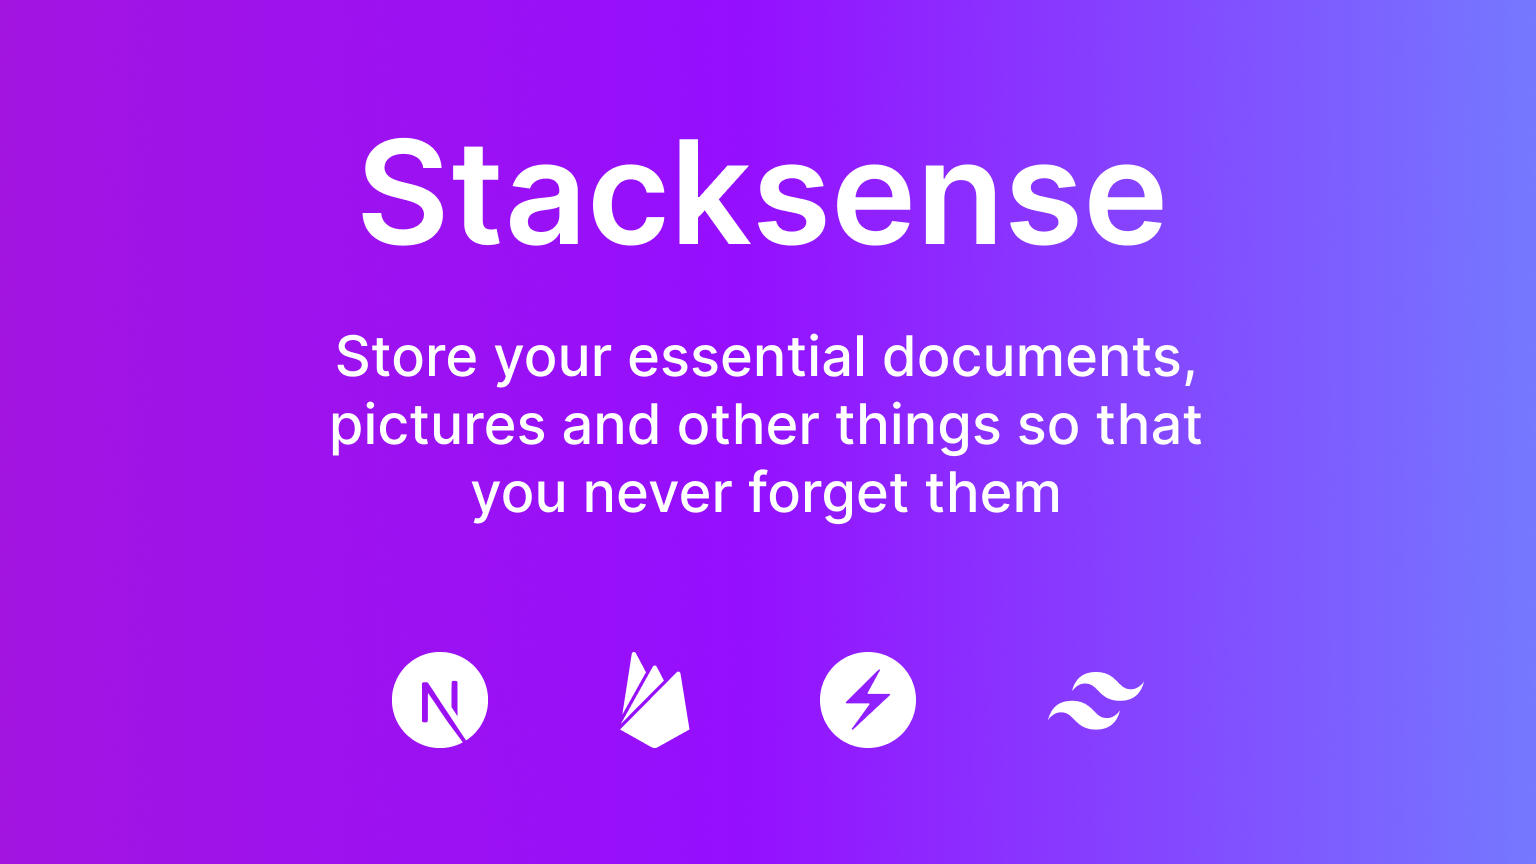 Stacksense
Store your essential documents,
pictures and other things so that
you never forget them
N